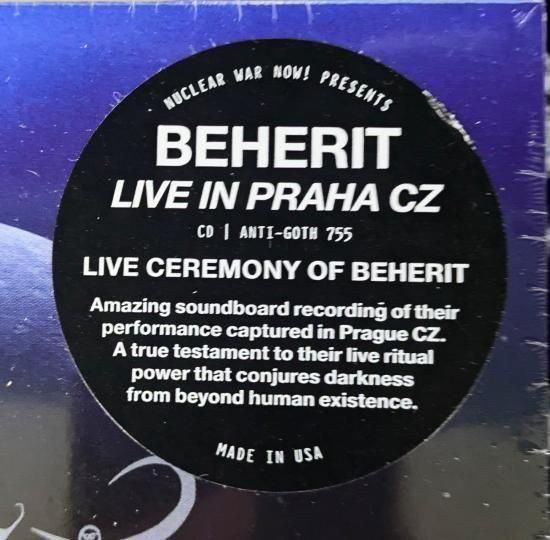 NUCLEAR WAR NOW! PRESENTS
BEHERIT
LIVE IN PRAHA CZ
CD | ANTI-GOTH 755
LIVE CEREMONY OF BEHERIT
Amazing soundboard recording of their
performance captured in Prague CZ.
A true testament to their live ritual
power that conjures darkness
from beyond human existence.
MADE IN USA